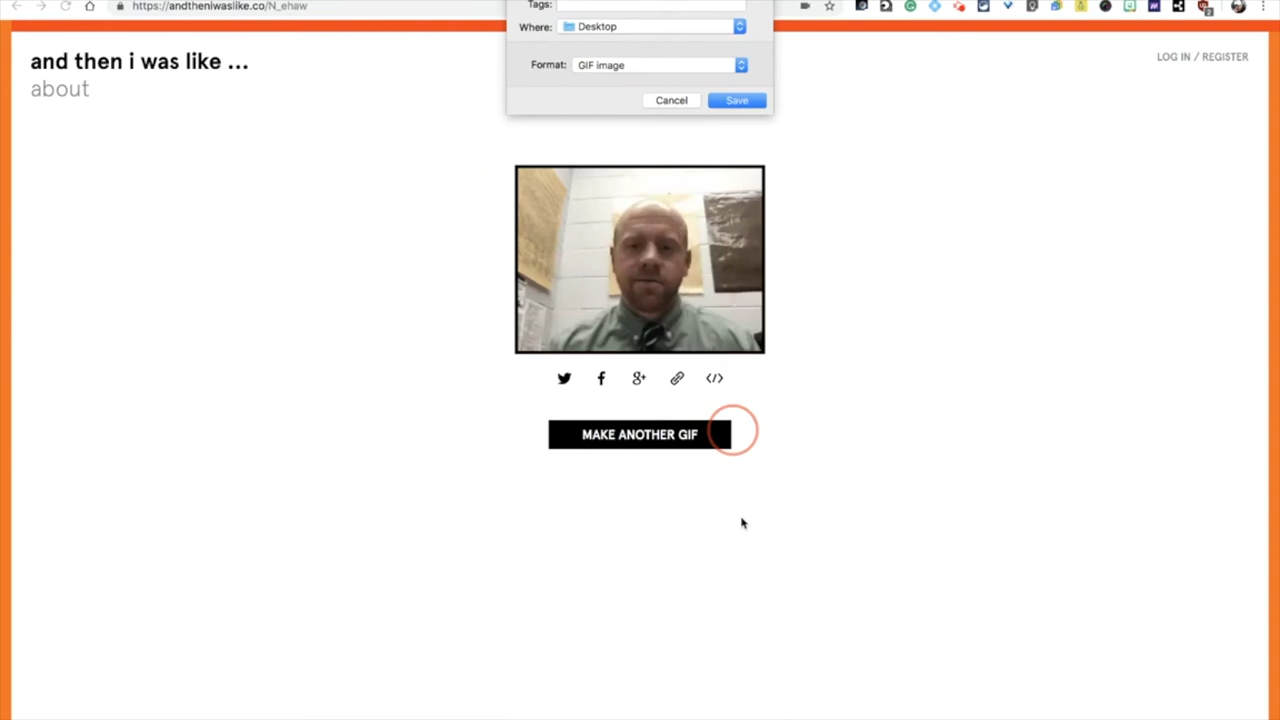 https://andtheniwaslike.co/N_ehaw
Tags:
Where: Desktop
Format: GIF image
Cancel Save
and then i was like ...
about
LOG IN / REGISTER
g+
</>
MAKE ANOTHER GIF